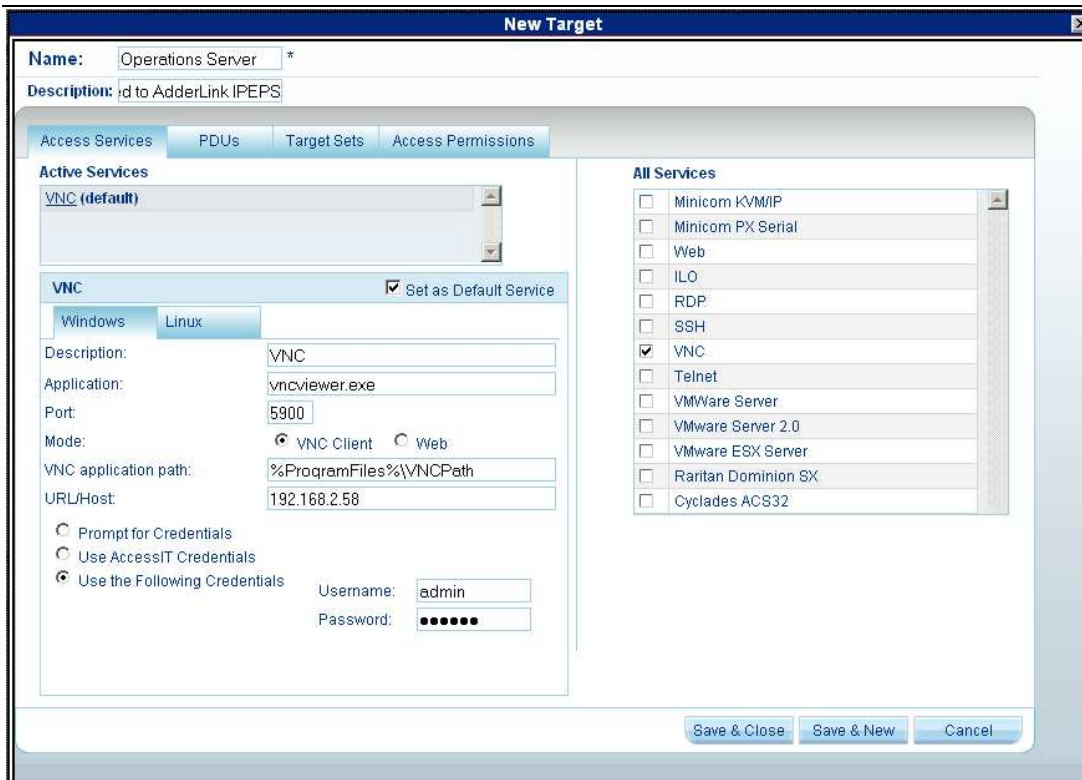 New Target
Name: Operations Server *
Description: d to AdderLink IPEPS
Access Services PDUs Target Sets Access Permissions
Active Services
VNC (default)
VNC Set as Default Service
Windows Linux
Description: VNC
Application: vncviewer.exe
Port: 5900
Mode: VNC Client Web
VNC application path: %ProgramFiles%\VNCPath
URL/Host: 192.168.2.58
Prompt for Credentials
Use AccessIT Credentials
Use the Following Credentials
Username: admin
Password: ●●●●●●
All Services
Minicom KVM/IP
Minicom PX Serial
Web
ILO
RDP
SSH
VNC
Telnet
VMWare Server
VMware Server 2.0
VMware ESX Server
Raritan Dominion SX
Cyclades ACS32
Save & Close Save & New Cancel